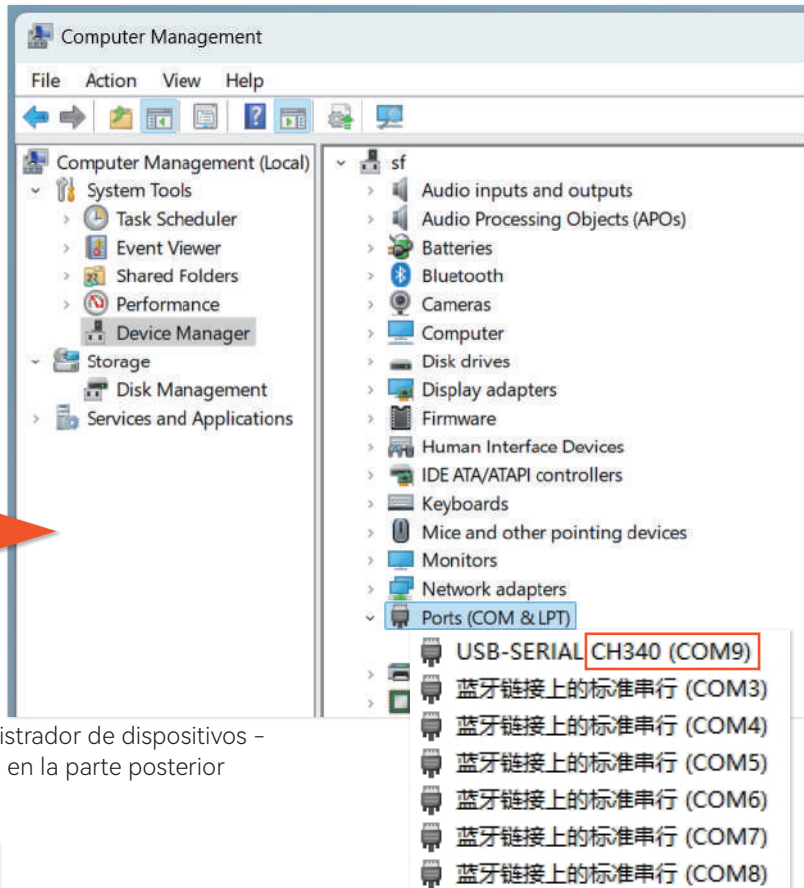 Computer Management
File Action View Help
Computer Management (Local)
System Tools
Task Scheduler
Event Viewer
Shared Folders
Performance
Device Manager
Storage
Disk Management
Services and Applications
sf
Audio inputs and outputs
Audio Processing Objects (APOs)
Batteries
Bluetooth
Cameras
Computer
Disk drives
Display adapters
Firmware
Human Interface Devices
IDE ATA/ATAPI controllers
Keyboards
Mice and other pointing devices
Monitors
Network adapters
Ports (COM & LPT)
USB-SERIAL CH340 (COM9)
蓝牙链接上的标准串行 (COM3)
蓝牙链接上的标准串行 (COM4)
蓝牙链接上的标准串行 (COM5)
蓝牙链接上的标准串行 (COM6)
蓝牙链接上的标准串行 (COM7)
蓝牙链接上的标准串行 (COM8)
istrador de dispositivos –
en la parte posterior